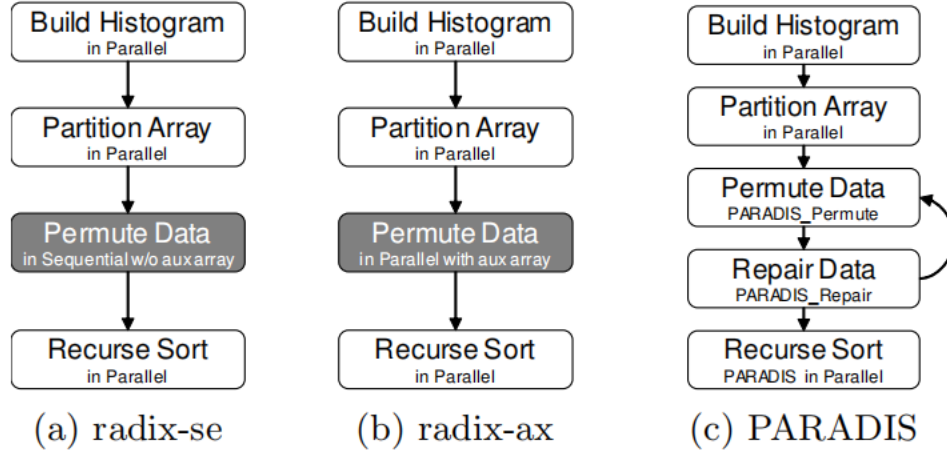 Build Histogram
in Parallel
Partition Array
in Parallel
Permute Data
in Sequential w/o aux array
Recurse Sort
in Parallel
(a) radix-se
Build Histogram
in Parallel
Partition Array
in Parallel
Permute Data
in Parallel with aux array
Recurse Sort
in Parallel
(b) radix-ax
Build Histogram
in Parallel
Partition Array
in Parallel
Permute Data
PARADIS_Permute
Repair Data
PARADIS_Repair
Recurse Sort
PARADIS in Parallel
(c) PARADIS